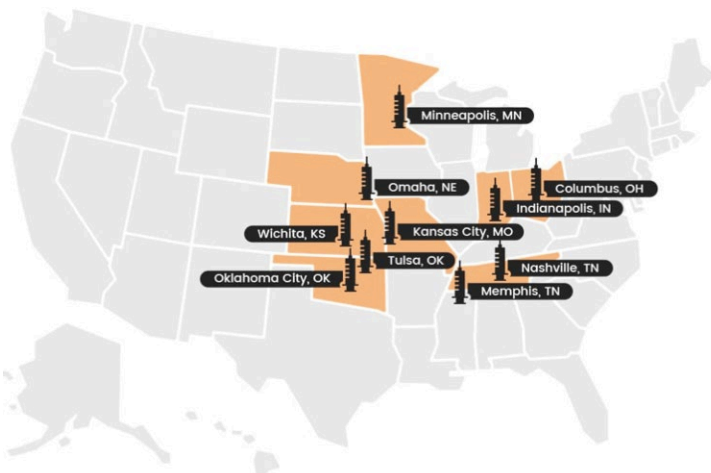 Minneapolis, MN
Omaha, NE
Columbus, OH
Indianapolis, IN
Wichita, KS
Kansas City, MO
Tulsa, OK
Nashville, TN
Oklahoma City, OK
Memphis, TN